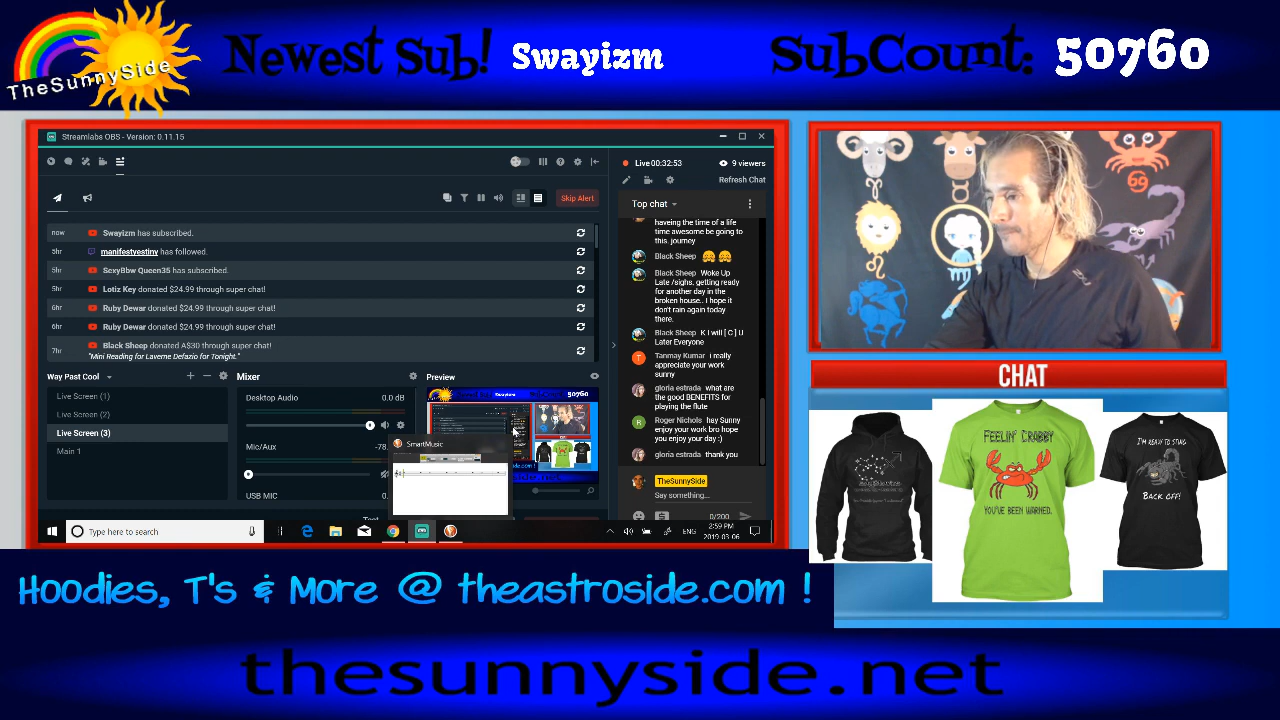 TheSunnySide
Newest Sub!
Swayizm
SubCount:
50760
Streamlabs OBS - Version: 0.11.15
Skip Alert
now
Swayizm has subscribed.
5hr
manifestvestiny has followed.
5hr
SexyBbw Queen35 has subscribed.
5hr
Lotiz Key donated $24.99 through super chat!
6hr
Ruby Dewar donated $24.99 through super chat!
6hr
Ruby Dewar donated $24.99 through super chat!
7hr
Black Sheep donated A$30 through super chat!
"Mini Reading for Laverne Defazio for Tonight."
Way Past Cool
Live Screen (1)
Live Screen (2)
Live Screen (3)
Main 1
Mixer
Desktop Audio
0.0 dB
Mic/Aux
-78.
USB MIC
0.
Preview
SmartMusic
Live 00:32:53
9 viewers
Refresh Chat
Top chat
haveing the time of a life
time awesome be going to
this. journey
Black Sheep
Black Sheep Woke Up
Late /sighs. getting ready
for another day in the
broken house.. I hope it
don't rain again today
there.
Black Sheep K I will [ C ] U
Later Everyone
Tanmay Kumar i really
appreciate your work
sunny
gloria estrada what are
the good BENEFITS for
playing the flute
Roger Nichols hey Sunny
enjoy your work bro hope
you enjoy your day :)
gloria estrada thank you
TheSunnySide
Say something...
0/200
Type here to search
ENG
2:59 PM
2019-03-06
69
CHAT
FEELIN' CRABBY
YOU'VE BEEN WARNED.
I'M READY TO STING.
BACK OFF!
Hoodies, T's & More @ theastroside.com !
thesunnyside.net